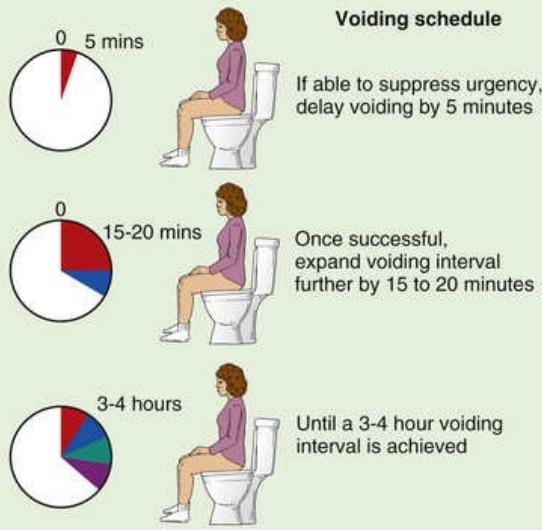 Voiding schedule
0 5 mins
If able to suppress urgency,
delay voiding by 5 minutes
0
15-20 mins
Once successful,
expand voiding interval
further by 15 to 20 minutes
3-4 hours
Until a 3-4 hour voiding
interval is achieved